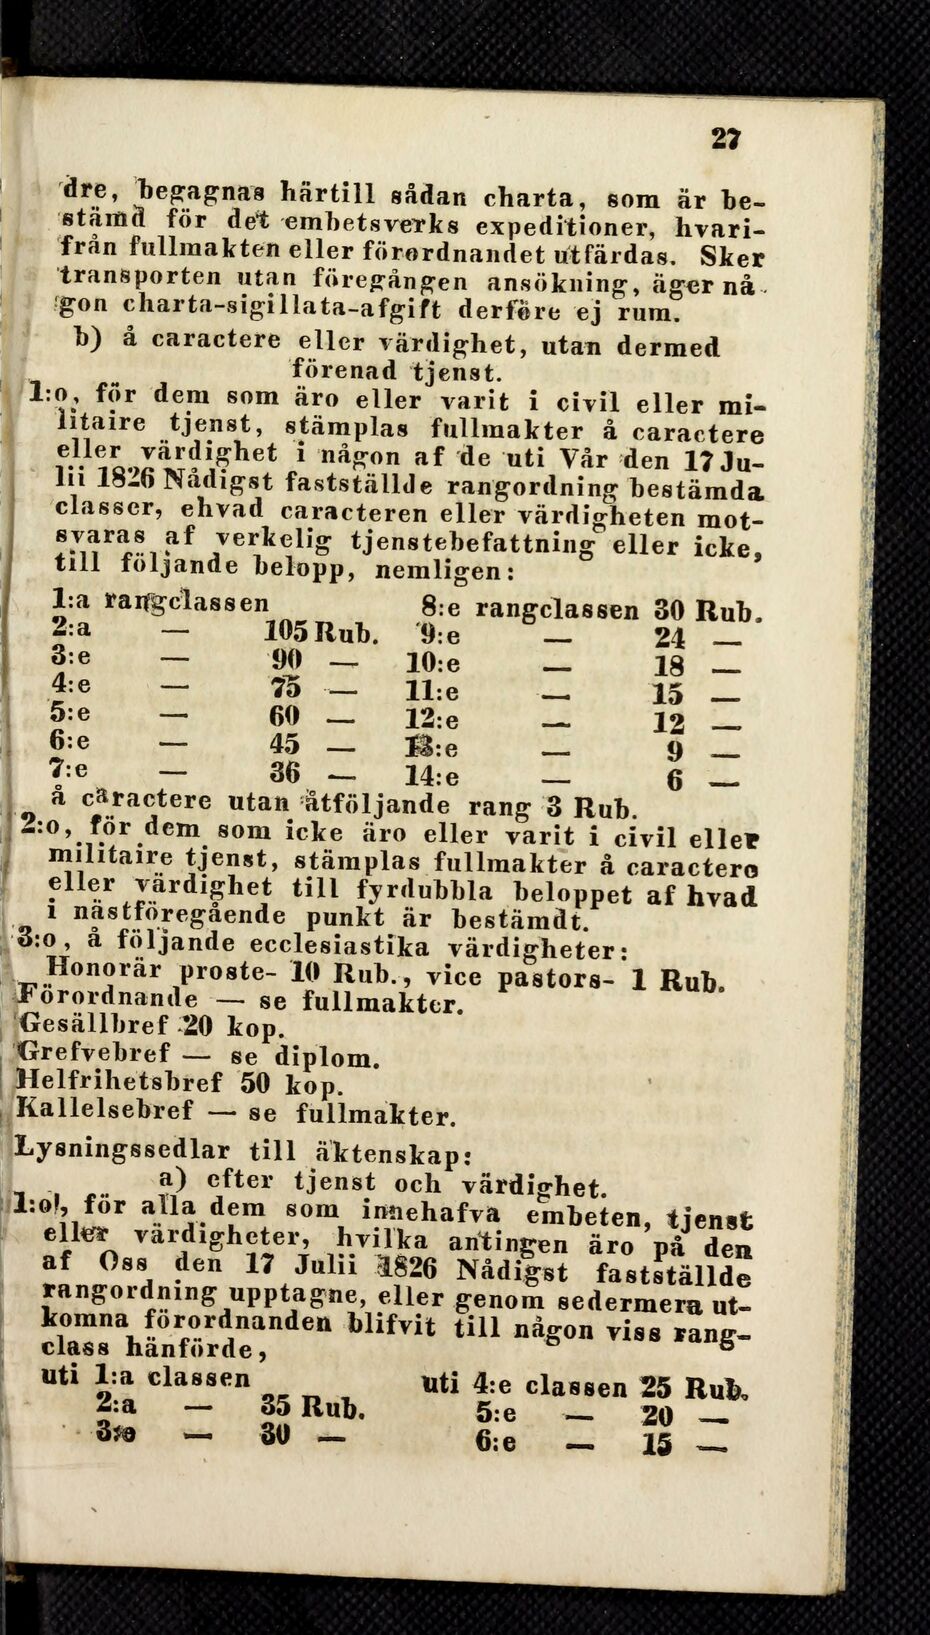 27
dre, begagnas härtill sådan charta, som är be-
stämd för det embetsverks expeditioner, hvari-
från fullmakten eller förordnandet utfärdas. Sker
transporten utan föregången ansökning, äger nå-
gon charta-sigillata-afgift derföre ej rum.
b) å caractere eller värdighet, utan dermed
förenad tjenst.
1:o, för dem som äro eller varit i civil eller mi-
litaire tjenst, stämplas fullmakter å caractere
eller värdighet i någon af de uti Vår den 17 Ju-
lii 1826 Nådigst fastställde rangordning bestämda
classer, ehvad caracteren eller värdigheten mot-
svaras af verkelig tjenstebefattning eller icke,
till följande belopp, nemligen:
1:a rangclassen 8:e rangclassen 30 Rub.
2:a — 105 Rub. 9:e — 24 —
3:e — 90 — 10:e — 18 —
4:e — 75 — 11:e — 15 —
5:e — 60 — 12:e — 12 —
6:e — 45 — 13:e — 9 —
7:e — 36 — 14:e — 6 —
å caractere utan åtföljande rang 3 Rub.
2:o, för dem som icke äro eller varit i civil eller
militaire tjenst, stämplas fullmakter å caractere
eller värdighet till fyrdubbla beloppet af hvad
i nästföregående punkt är bestämdt.
3:o, å följande ecclesiastika värdigheter:
Honorär proste- 10 Rub., vice pastors- 1 Rub.
Förordnande — se fullmakter.
Gesällbref 20 kop.
Grefvebref — se diplom.
Helfrihetsbref 50 kop.
Kallelsebref — se fullmakter.
Lysningssedlar till äktenskap:
a) efter tjenst och värdighet.
1:o, för alla dem som innehafva embeten, tjenst
eller värdigheter, hvilka antingen äro på den
af Oss den 17 Julii 1826 Nådigst fastställde
rangordning upptagne, eller genom sedermera ut-
komna förordnanden blifvit till någon viss rang-
class hänförde,
uti 1:a classen uti 4:e classen 25 Rub.
2:a — 35 Rub. 5:e — 20 —
3:e — 30 — 6:e — 15 —